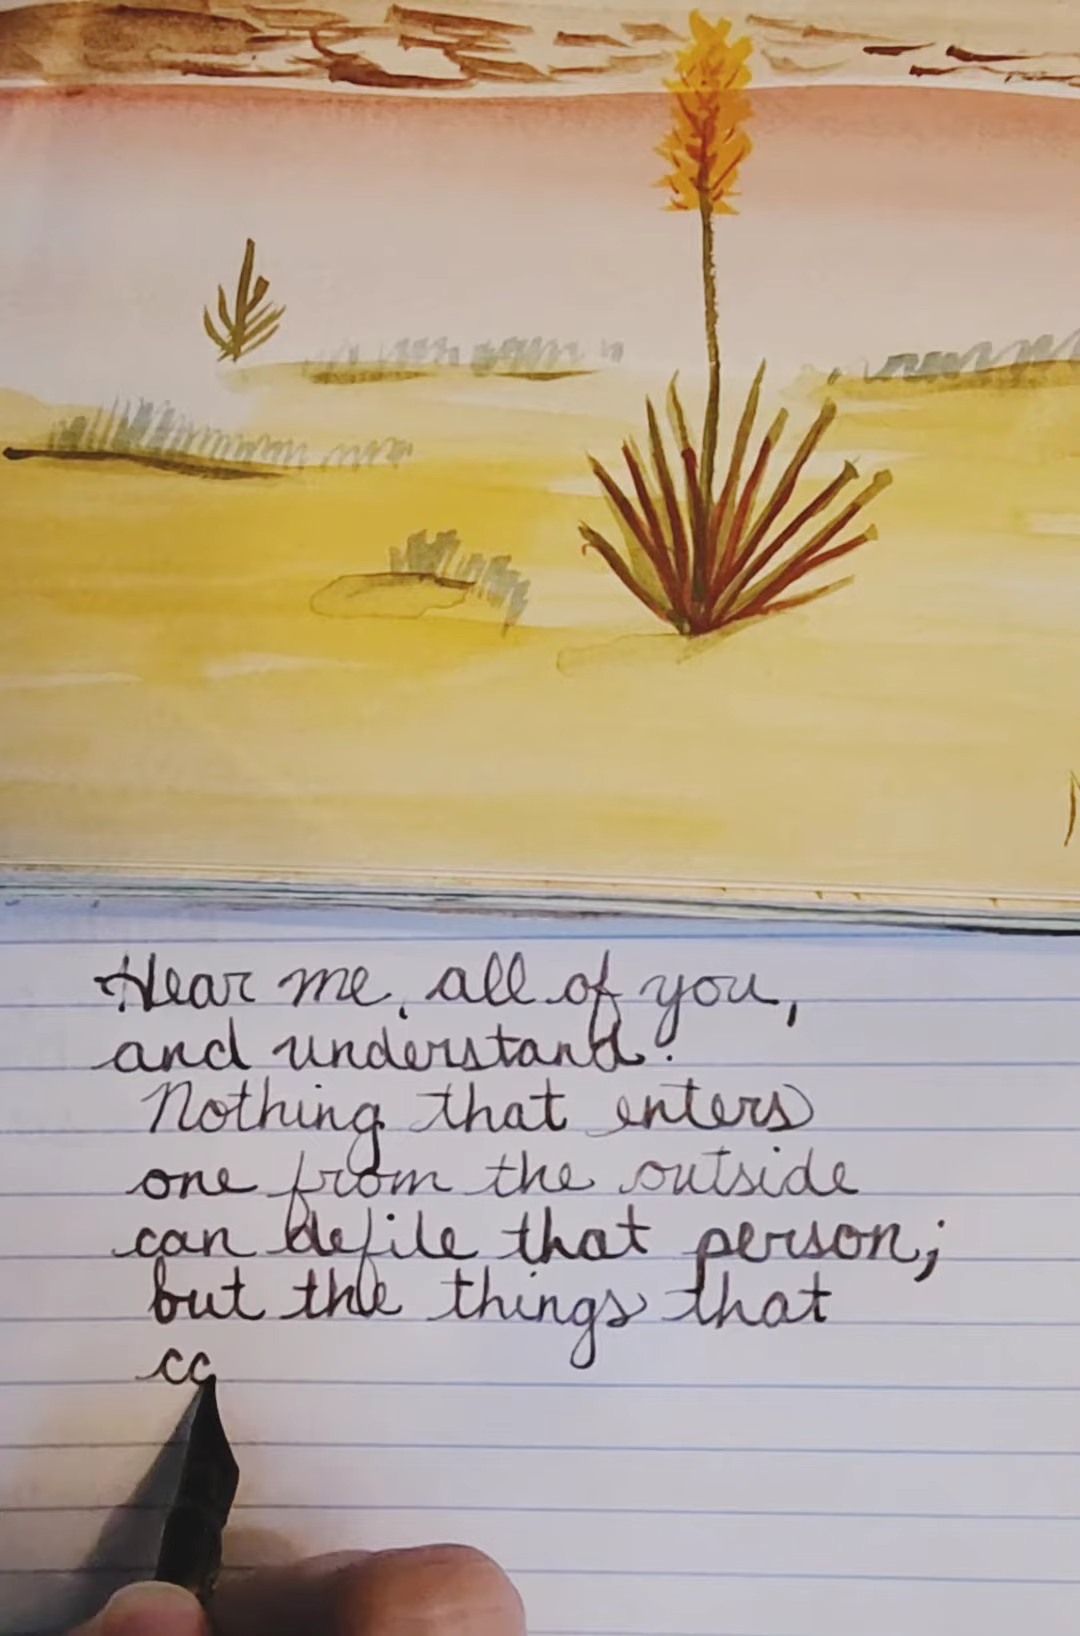 Hear me, all of you,
and understand.
Nothing that enters
one from the outside
can defile that person;
but the things that